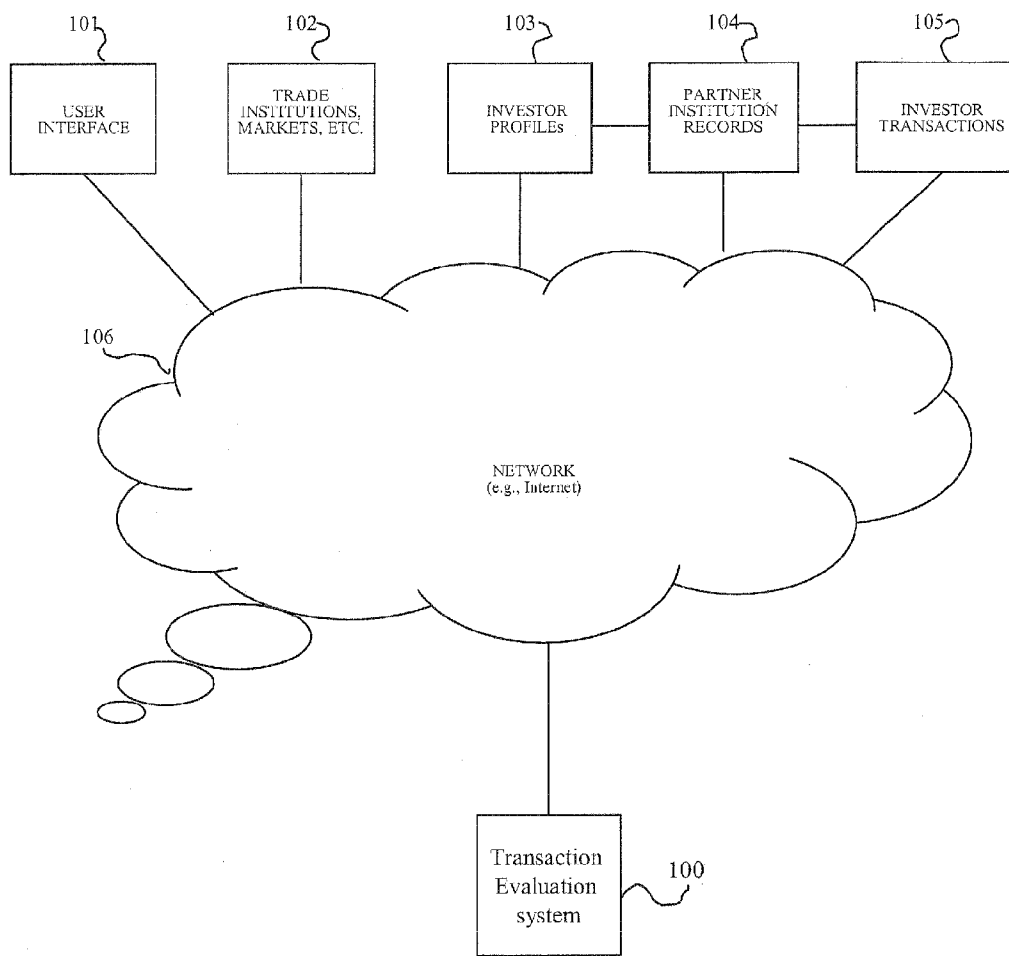 101
102
103
104
105
USER
INTERFACE
TRADE
INSTITUTIONS,
MARKETS, ETC.
INVESTOR
PROFILEs
PARTNER
INSTITUTION
RECORDS
INVESTOR
TRANSACTIONS
106
NETWORK
(e.g., Internet)
Transaction
Evaluation
system
100